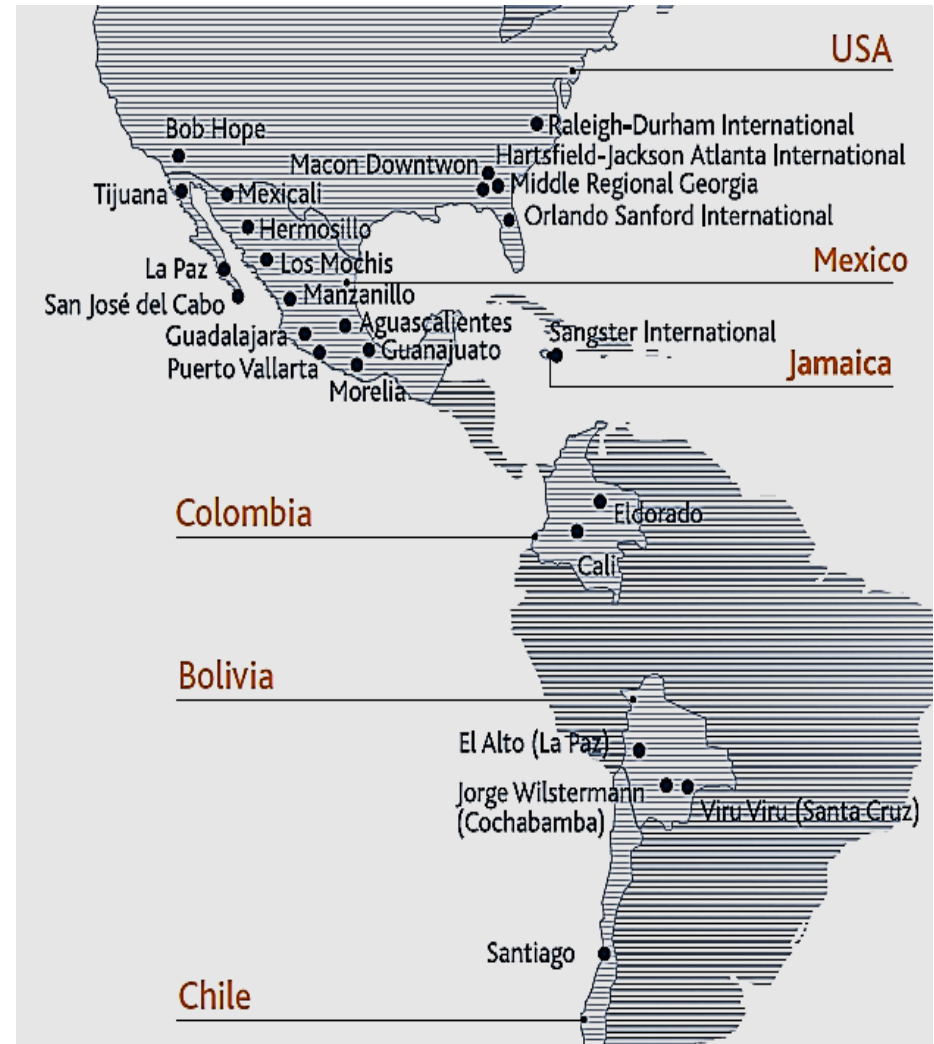 USA
Raleigh-Durham International
Bob Hope
Hartsfield-Jackson Atlanta International
Macon Downtwon
Middle Regional Georgia
Tijuana
Mexicali
Orlando Sanford International
Hermosillo
Mexico
La Paz
Los Mochis
San José del Cabo
Manzanillo
Aguascalientes
Guadalajara
Sangster International
Guanajuato
Puerto Vallarta
Jamaica
Morelia
Colombia
Eldorado
Cali
Bolivia
El Alto (La Paz)
Jorge Wilstermann
(Cochabamba)
Viru Viru (Santa Cruz)
Santiago
Chile